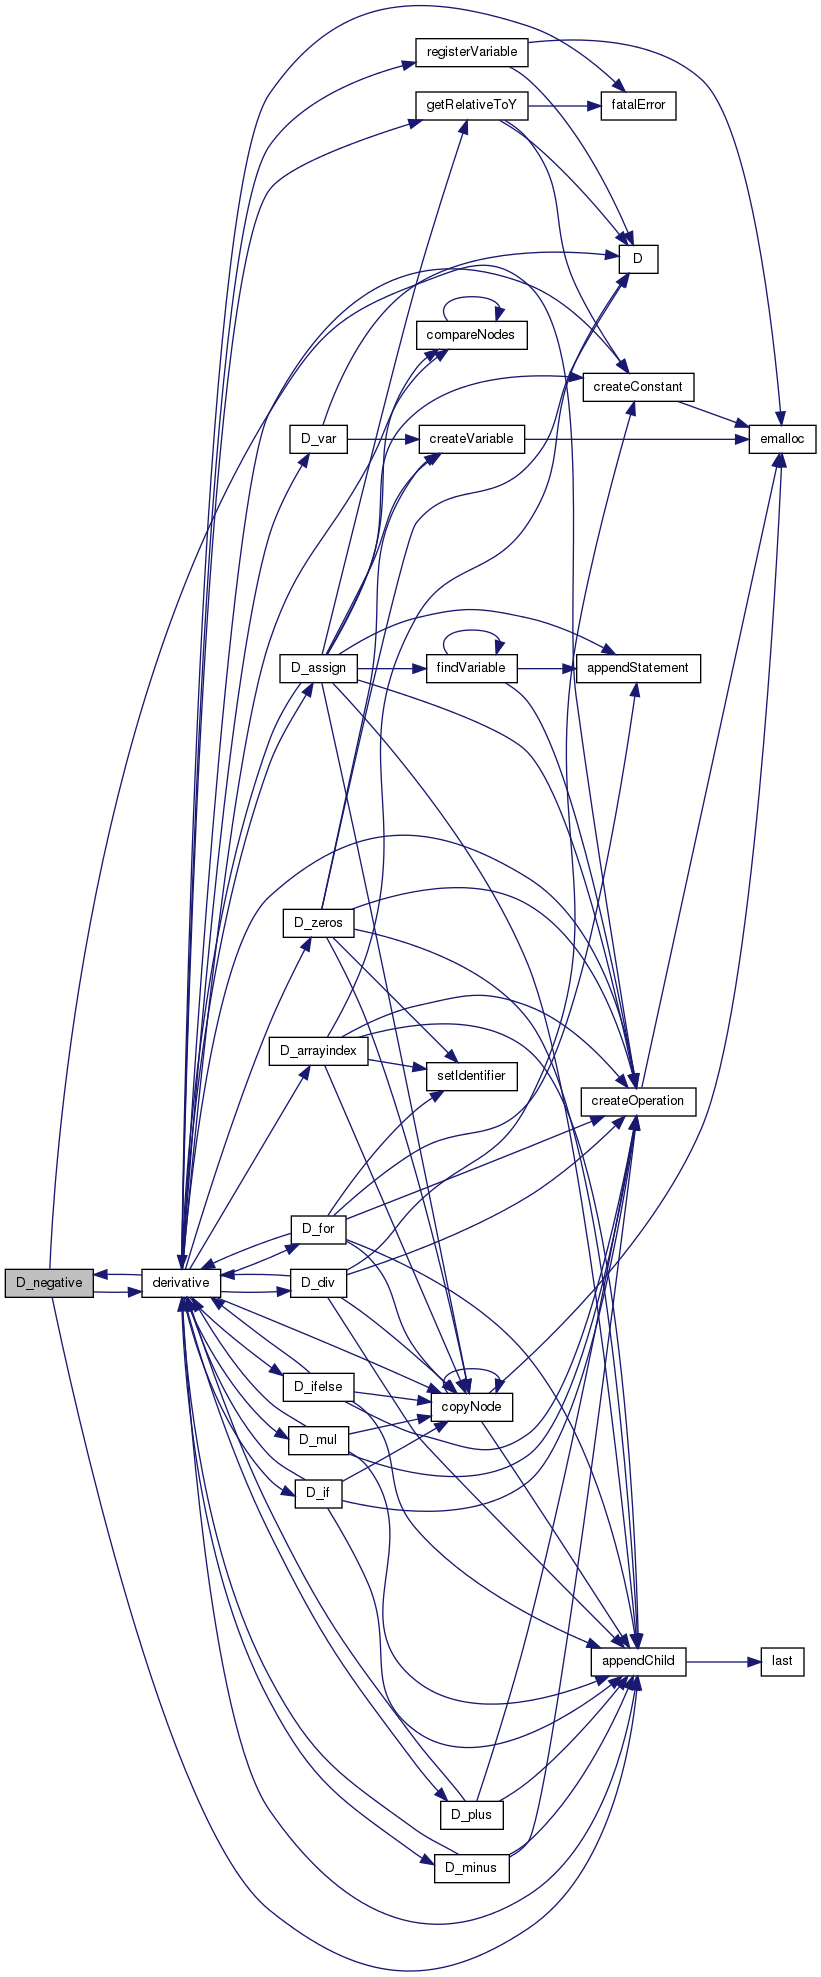 registerVariable
getRelativeToY
fatalError
D
compareNodes
createConstant
D_var
createVariable
emalloc
D_assign
findVariable
appendStatement
D_zeros
D_arrayindex
setIdentifier
createOperation
D_for
D_negative
derivative
D_div
D_ifelse
copyNode
D_mul
D_if
appendChild
last
D_plus
D_minus